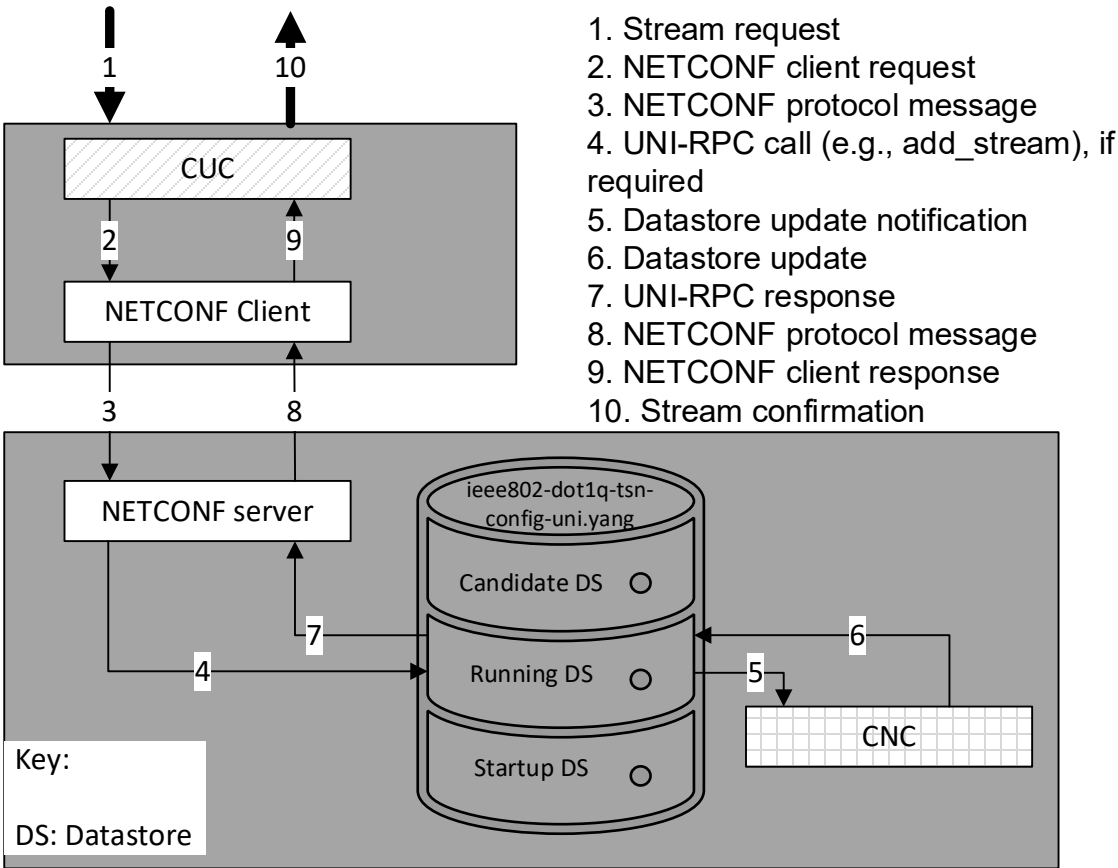 1
10
1. Stream request
2. NETCONF client request
3. NETCONF protocol message
4. UNI-RPC call (e.g., add_stream), if
required
5. Datastore update notification
6. Datastore update
7. UNI-RPC response
8. NETCONF protocol message
9. NETCONF client response
10. Stream confirmation
CUC
2
9
NETCONF Client
3
8
NETCONF server
ieee802-dot1q-tsn-
config-uni.yang
Candidate DS
7
6
4
Running DS
5
CNC
Startup DS
Key:
DS: Datastore